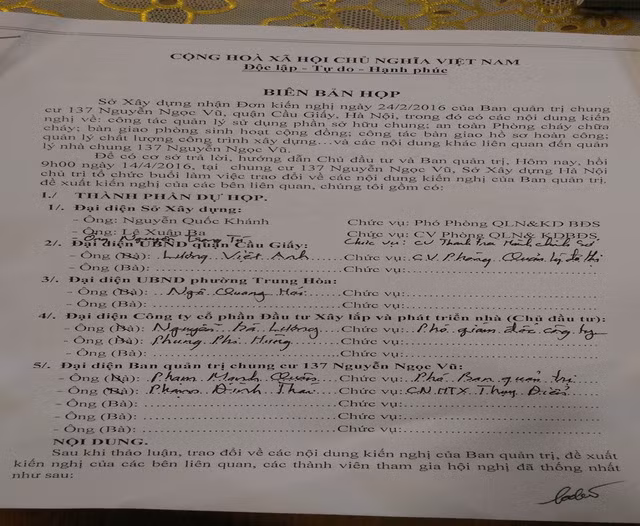 CỘNG HOÀ XÃ HỘI CHỦ NGHĨA VIỆT NAM
Độc lập - Tự do - Hạnh phúc
BIÊN BẢN HỌP
Sở Xây dựng nhận Đơn kiến nghị ngày 24/2/2016 của Ban quản trị chung
cư 137 Nguyễn Ngọc Vũ, quận Cầu Giấy, Hà Nội, trong đó có các nội dung kiến
nghị về: công tác quản lý sử dụng phần sở hữu chung; an toàn Phòng cháy chữa
cháy; bàn giao phòng sinh hoạt cộng đồng; công tác bàn giao hồ sơ hoàn công;
quản lý chất lượng công trình xây dựng...và các nội dung khác liên quan đến quản
lý nhà chung 137 Nguyễn Ngọc Vũ.
Để có cơ sở trả lời, hướng dẫn Chủ đầu tư và Ban quản trị, Hôm nay, hồi
9h00 ngày 14/4/2016, tại chung cư 137 Nguyễn Ngọc Vũ, Sở Xây dựng Hà Nội
chủ trì tổ chức buổi làm việc trao đổi về các nội dung kiến nghị của Ban quản trị,
đề xuất kiến nghị của các bên liên quan, chúng tôi gồm có:
1./ THÀNH PHẦN DỰ HỌP.
1/. Đại diện Sở Xây dựng:
- Ông: Nguyễn Quốc Khánh Chức vụ: Phó Phòng QLN&KD BĐS
- Ông: Lê Xuân Ba Chức vụ: CV Phòng QLN& KDBĐS
Chức vụ: CV Thanh tra
2/. Đại diện UBND quận Cầu Giấy:
- Ông (Bà): Lương Việt Anh Chức vụ: CV Phòng Quản lý đô thị
- Ông (Bà): Chức vụ:
3/. Đại diện UBND phường Trung Hòa:
- Ông (Bà): Ngô Quang Chức vụ:
- Ông (Bà): Chức vụ:
4/. Đại diện Công ty cổ phần Đầu tư Xây lắp và phát triển nhà (Chủ đầu tư):
- Ông (Bà): Nguyễn Bá Lương Chức vụ: Phó giám đốc công ty
- Ông (Bà): Phùng Phi Hùng Chức vụ:
- Ông (Bà): Chức vụ:
5/. Đại diện Ban quản trị chung cư 137 Nguyễn Ngọc Vũ:
- Ông (Bà): Phạm Mạnh Chức vụ: Phó Ban quản trị
- Ông (Bà): Phạm Đình Chức vụ: CN HTX
- Ông (Bà): Chức vụ:
- Ông (Bà): Chức vụ:
NỘI DUNG.
Sau khi thảo luận, trao đổi về các nội dung kiến nghị của Ban quản trị, đề xuất
kiến nghị của các bên liên quan, các thành viên tham gia hội nghị đã thống nhất
như sau: